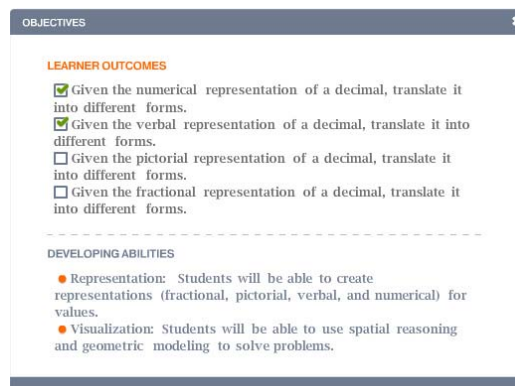 OBJECTIVES
LEARNER OUTCOMES
Given the numerical representation of a decimal, translate it
into different forms.
Given the verbal representation of a decimal, translate it into
different forms.
Given the pictorial representation of a decimal, translate it
into different forms.
Given the fractional representation of a decimal, translate it
into different forms.
DEVELOPING ABILITIES
Representation: Students will be able to create
representations (fractional, pictorial, verbal, and numerical) for
values.
Visualization: Students will be able to use spatial reasoning
and geometric modeling to solve problems.